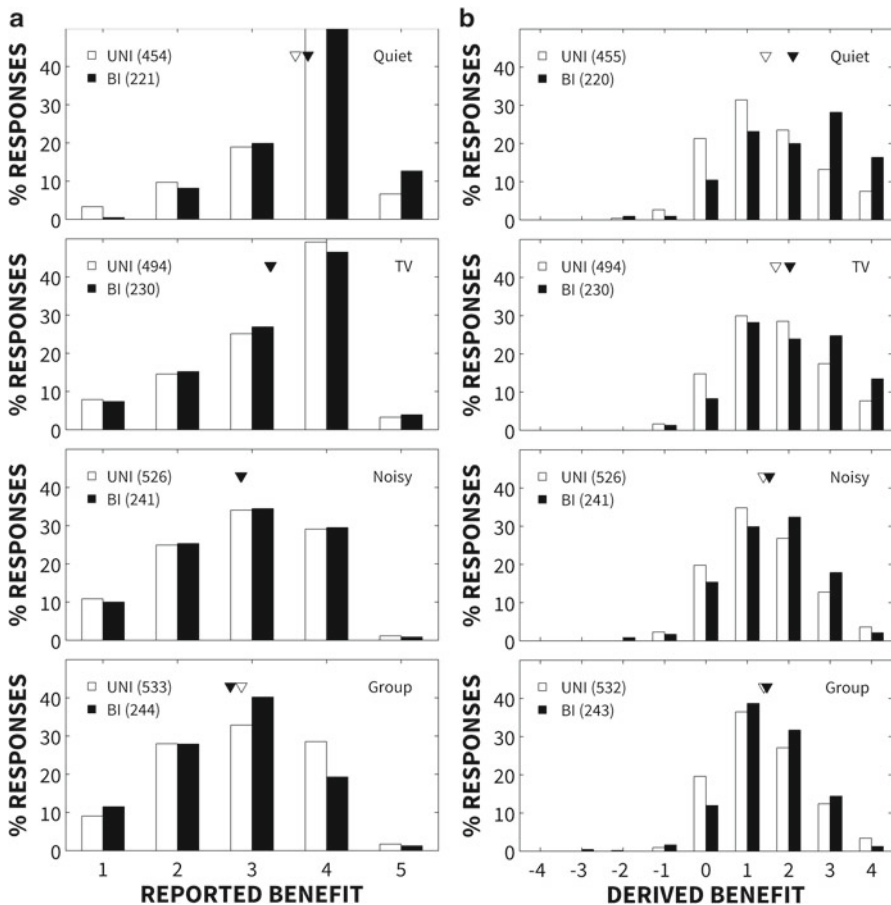 a
% RESPONSES
40
30
20
10
0
UNI (454)
BI (221)
Quiet
% RESPONSES
40
30
20
10
0
UNI (494)
BI (230)
TV
% RESPONSES
40
30
20
10
0
UNI (526)
BI (241)
Noisy
% RESPONSES
40
30
20
10
0
UNI (533)
BI (244)
Group
1 2 3 4 5
REPORTED BENEFIT
b
% RESPONSES
40
30
20
10
0
UNI (455)
BI (220)
Quiet
% RESPONSES
40
30
20
10
0
UNI (494)
BI (230)
TV
% RESPONSES
40
30
20
10
0
UNI (526)
BI (241)
Noisy
% RESPONSES
40
30
20
10
0
UNI (532)
BI (243)
Group
-4 -3 -2 -1 0 1 2 3 4
DERIVED BENEFIT